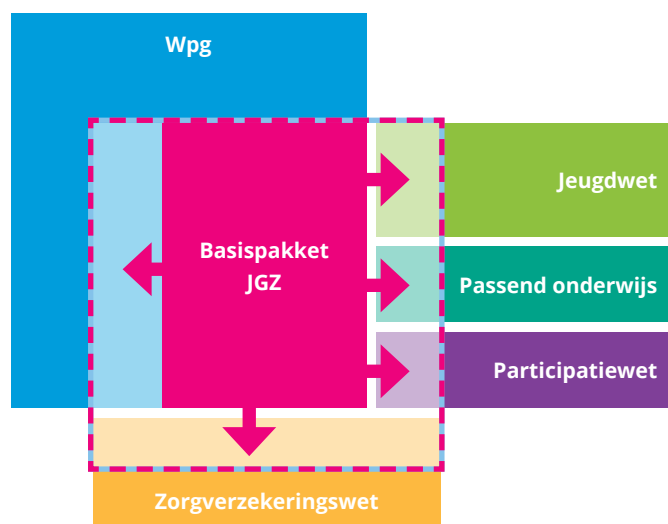 Wpg
Jeugdwet
Basispakket
JGZ
Passend onderwijs
Participatiewet
Zorgverzekeringswet